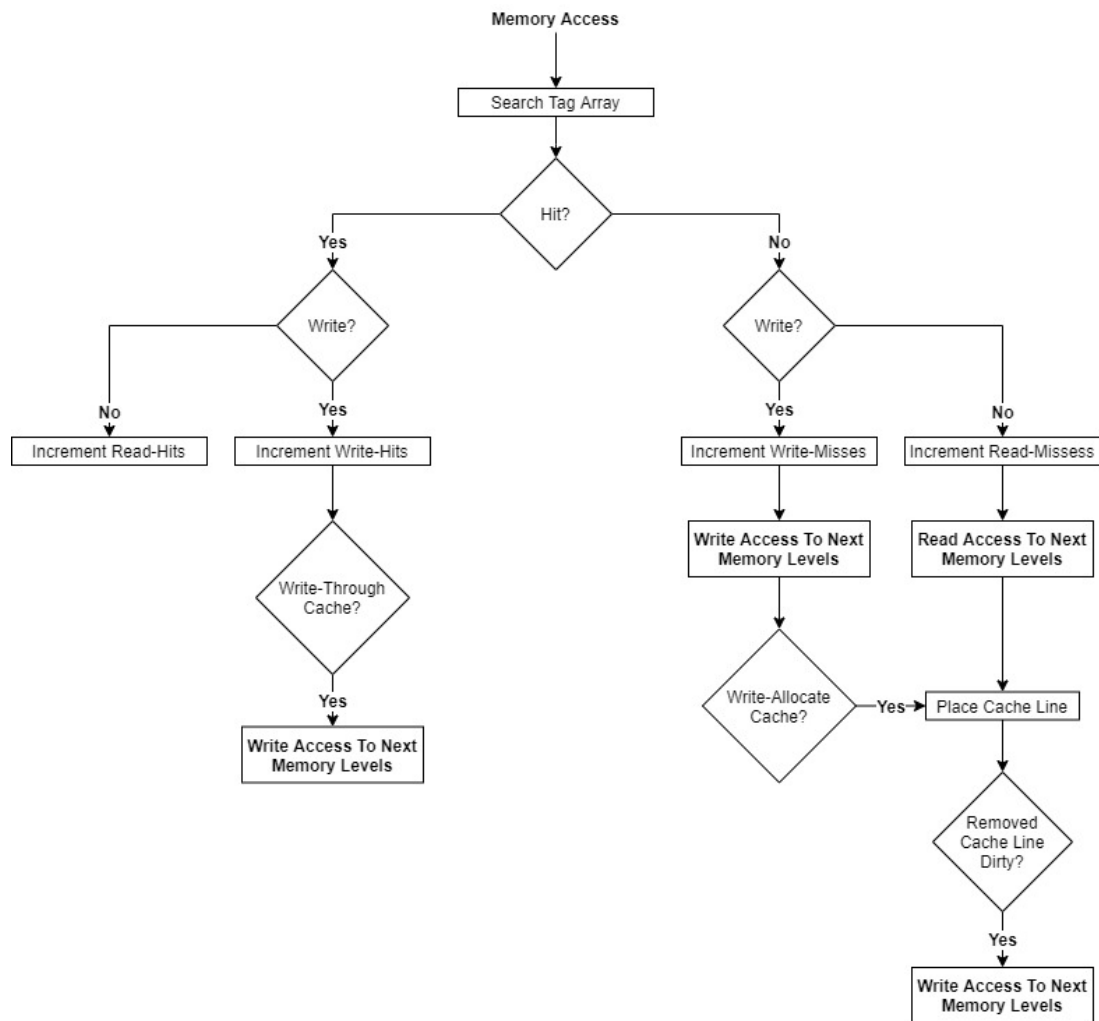 Memory Access
Search Tag Array
Hit?
Yes
No
Write?
Write?
No
Yes
Yes
No
Increment Read-Hits
Increment Write-Hits
Increment Write-Misses
Increment Read-Missess
Write-Through
Cache?
Write Access To Next
Memory Levels
Read Access To Next
Memory Levels
Yes
Write Access To Next
Memory Levels
Write-Allocate
Cache?
Yes
Place Cache Line
Removed
Cache Line
Dirty?
Yes
Write Access To Next
Memory Levels